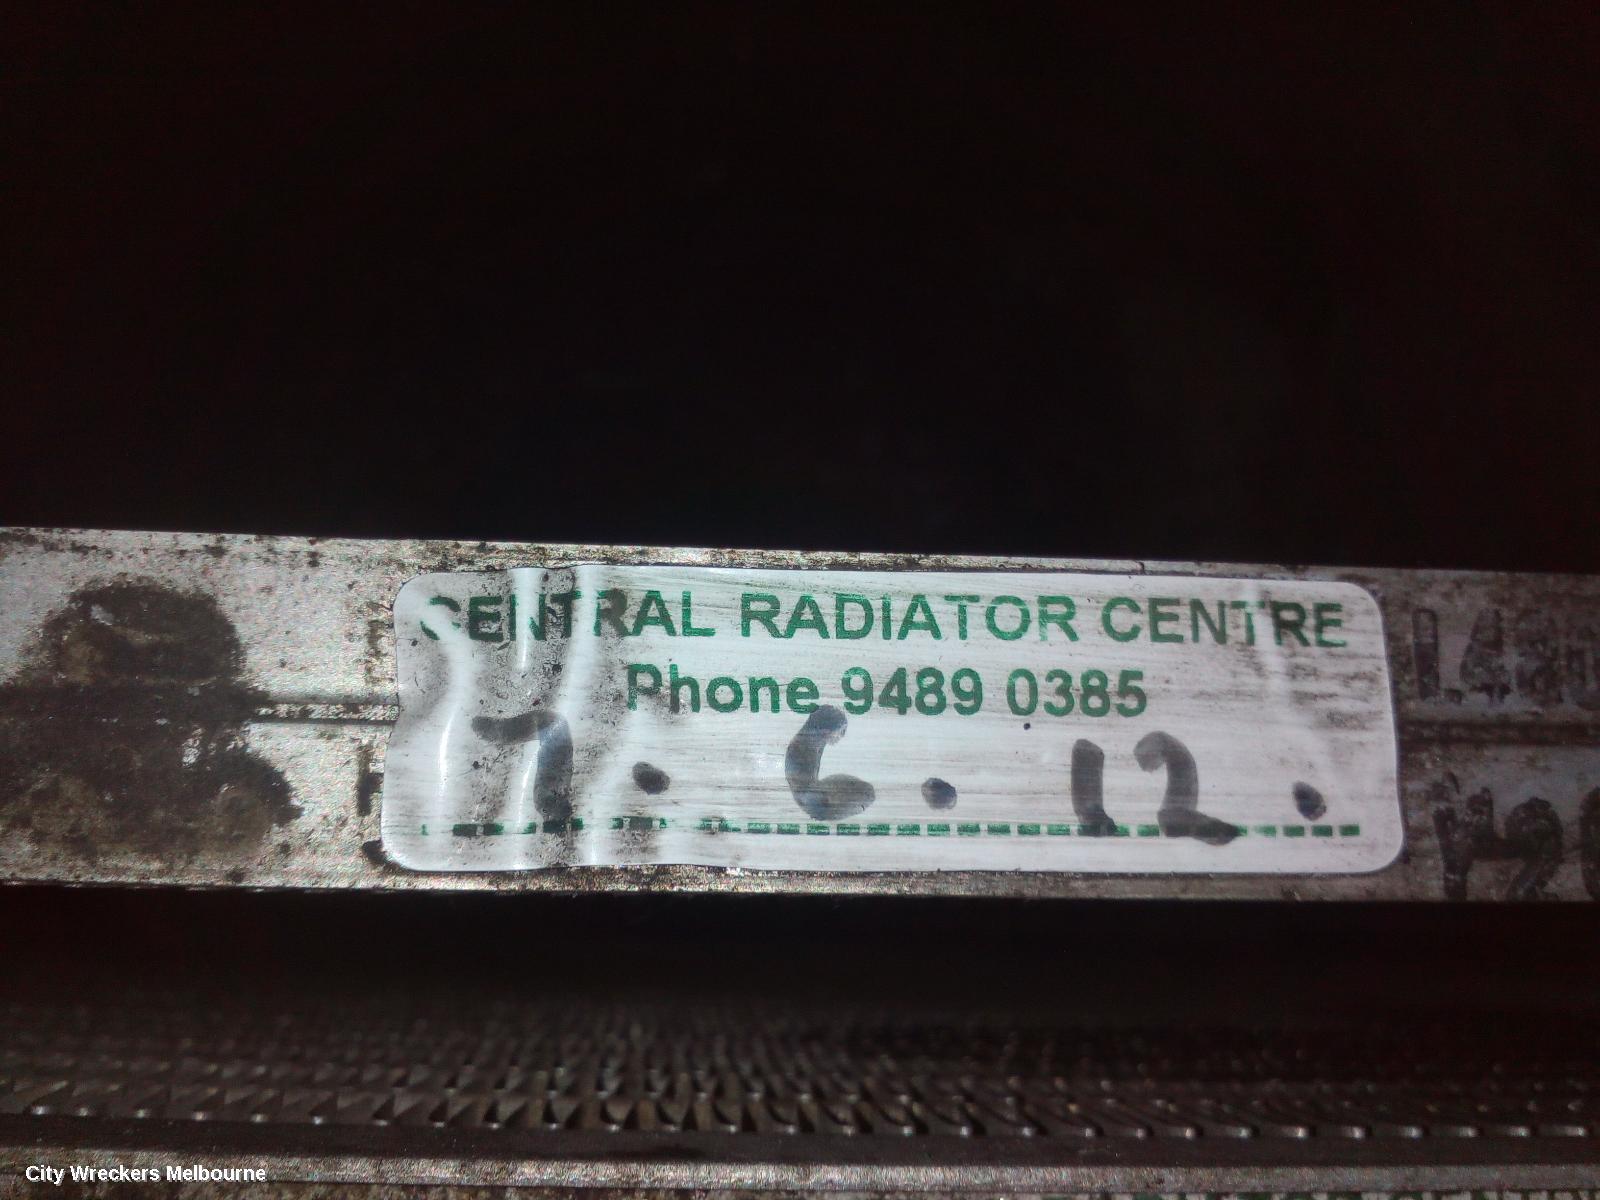 CENTRAL RADIATOR CENTRE
Phone 9489 0385
7. 6. 12.
City Wreckers Melbourne